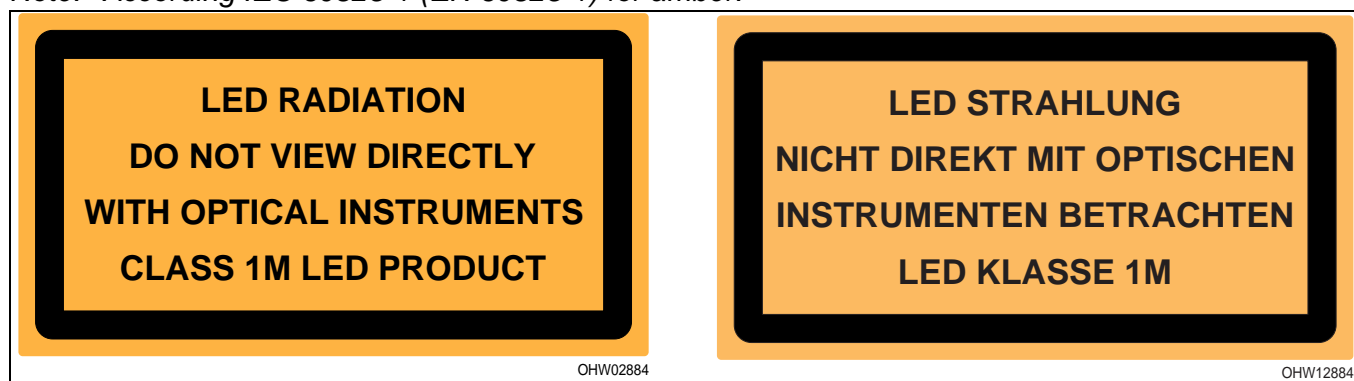 LED RADIATION
DO NOT VIEW DIRECTLY
WITH OPTICAL INSTRUMENTS
CLASS 1M LED PRODUCT
OHW02884
LED STRAHLUNG
NICHT DIREKT MIT OPTISCHEN
INSTRUMENTEN BETRACHTEN
LED KLASSE 1M
OHW12884